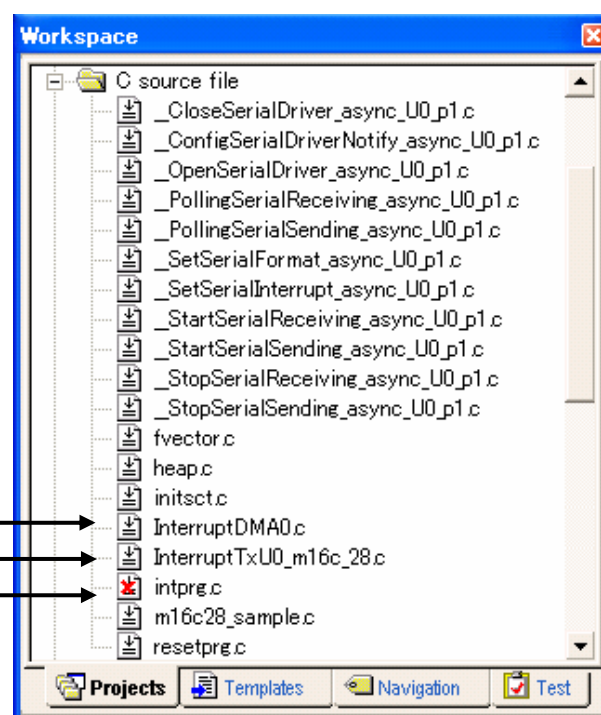 Workspace
C source file
_CloseSerialDriver_async_U0_p1.c
_ConfigSerialDriverNotify_async_U0_p1.c
_OpenSerialDriver_async_U0_p1.c
_PollingSerialReceiving_async_U0_p1.c
_PollingSerialSending_async_U0_p1.c
_SetSerialFormat_async_U0_p1.c
_SetSerialInterrupt_async_U0_p1.c
_StartSerialReceiving_async_U0_p1.c
_StartSerialSending_async_U0_p1.c
_StopSerialReceiving_async_U0_p1.c
_StopSerialSending_async_U0_p1.c
fvector.c
heap.c
initsct.c
InterruptDMA0.c
InterruptTxU0_m16c_28.c
intprg.c
m16c28_sample.c
resetprg.c
Projects Templates Navigation Test